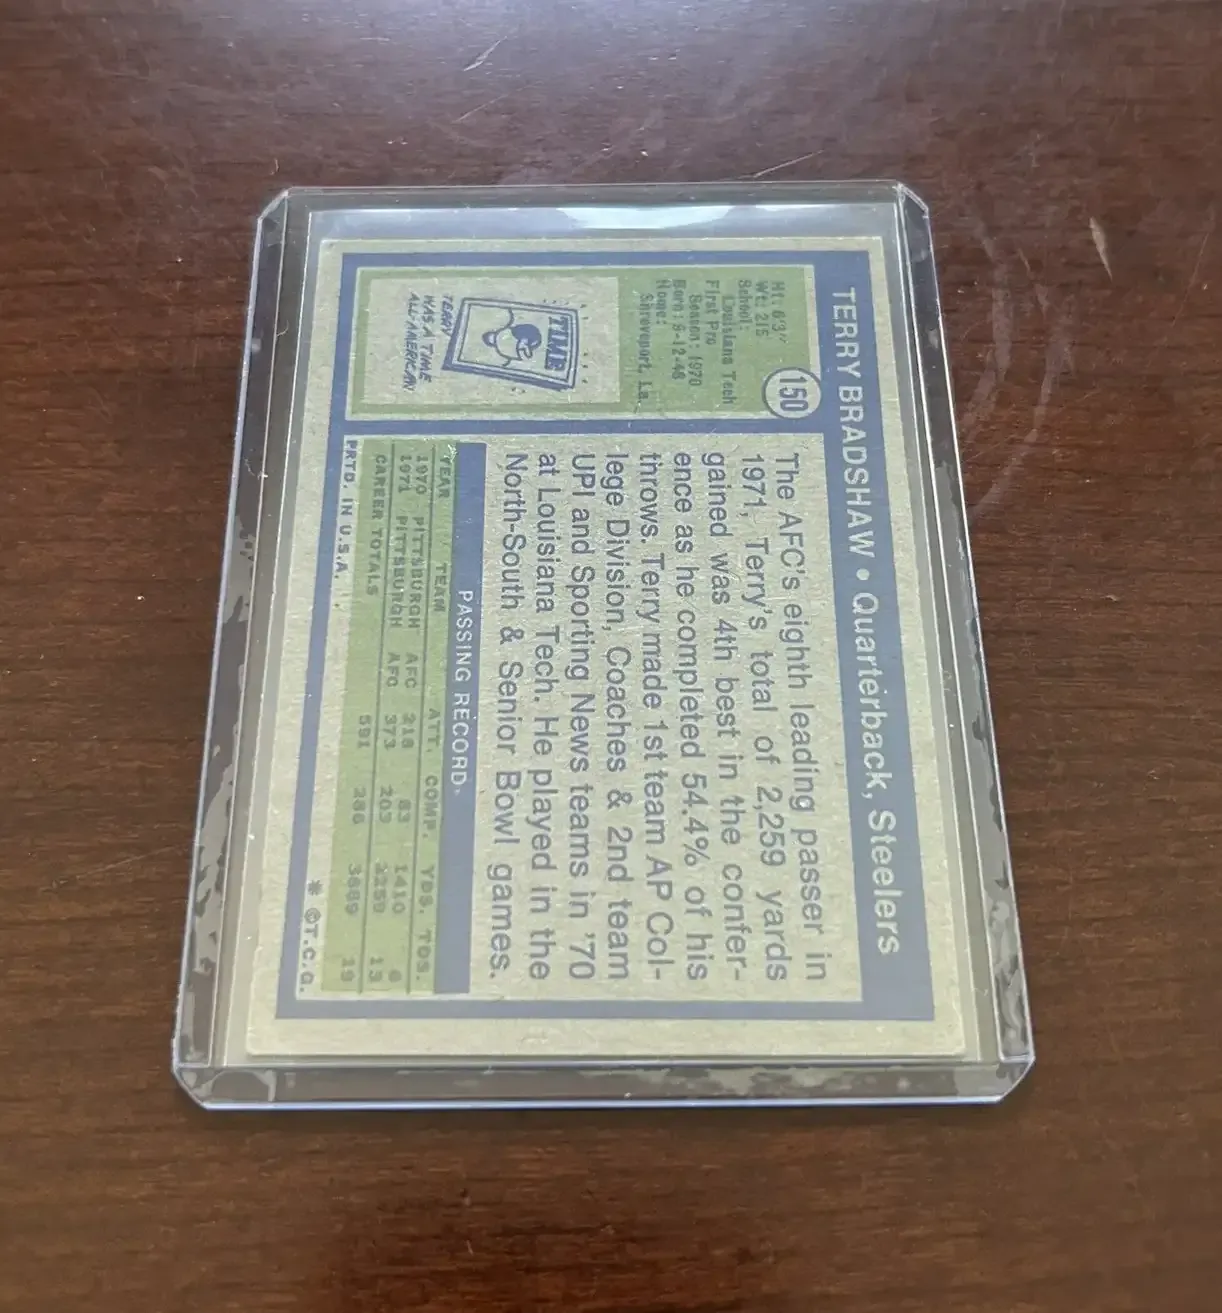 TERRY BRADSHAW • Quarterback, Steelers
150
Ht: 6'3"
Wt: 215
School:
Louisiana Tech
First Pro
Season: 1970
Born: 9-12-48
Home:
Shreveport, La.
TIME
TERRY
WAS A TIME
ALL-AMERICAN
The AFC's eighth leading passer in
1971, Terry's total of 2,259 yards
gained was 4th best in the confer-
ence as he completed 54.4% of his
throws. Terry made 1st team AP Col-
lege Division, Coaches & 2nd team
UPI and Sporting News teams in '70
at Louisiana Tech. He played in the
North-South & Senior Bowl games.
PASSING RECORD
YEAR TEAM ATT. COMP. YDS. TDS.
1970 PITTSBURGH AFC 218 83 1410 6
1971 PITTSBURGH AFC 373 203 2259 13
CAREER TOTALS 591 286 3669 19
PRTD. IN U.S.A.
* ©T.C.G.